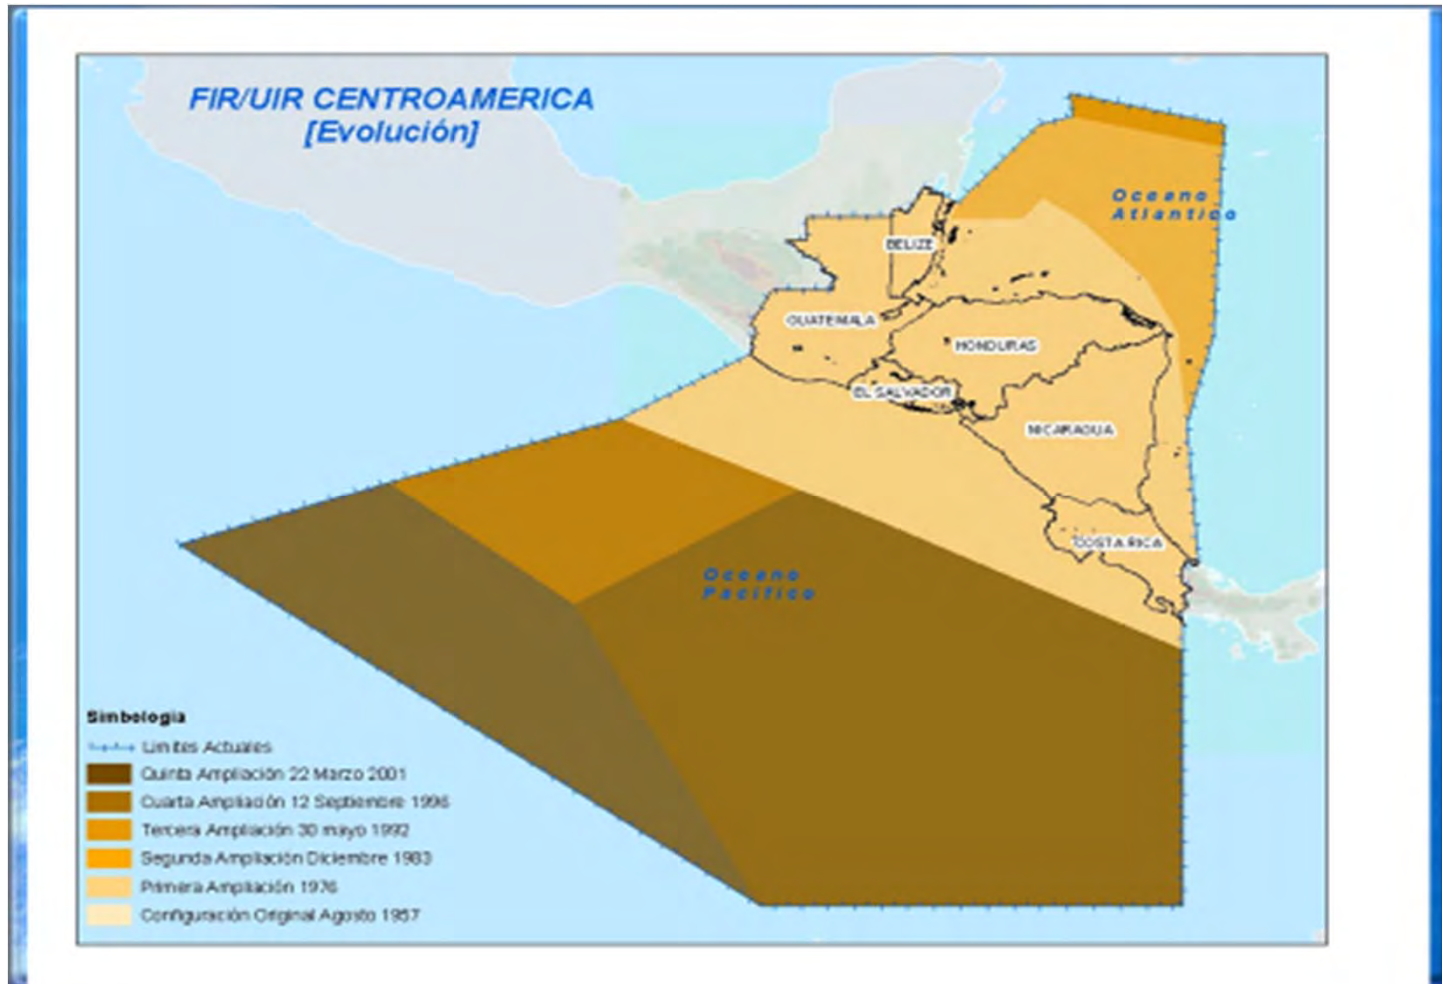 FIR/UIR CENTROAMERICA
[Evolución]
Oceano
Atlantico
BELIZE
GUATEMALA
HONDURAS
EL SALVADOR
NICARAGUA
COSTA RICA
Oceano
Pacifico
Simbologia
Limites Actuales
Quinta Ampliación 22 Marzo 2001
Cuarta Ampliación 12 Septiembre 1996
Tercera Ampliación 30 mayo 1992
Segunda Ampliación Diciembre 1983
Primera Ampliación 1976
Configuración Original Agosto 1957